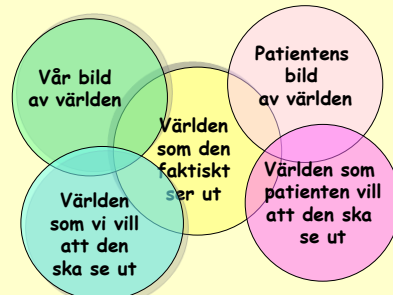 Vår bild
av världen
Patientens
bild
av världen
Världen
som den
faktiskt
ser ut
Världen
som vi vill
att den
ska se ut
Världen som
patienten vill
att den ska
se ut